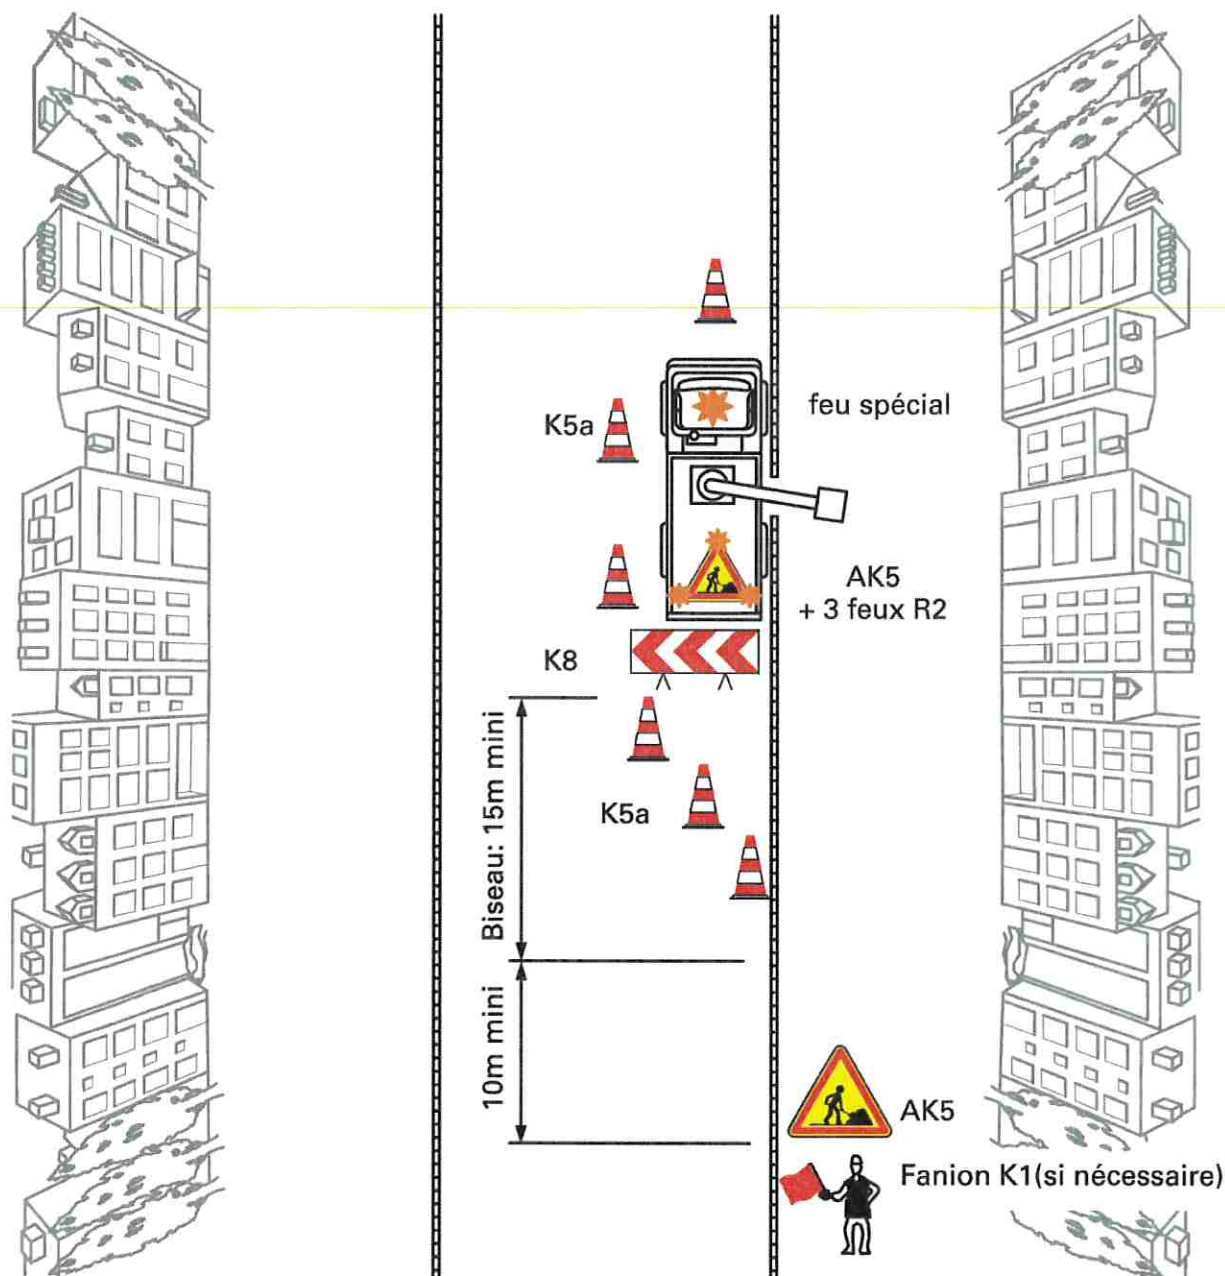 feu spécial
K5a
AK5
+ 3 feux R2
K8
Biseau: 15m mini
K5a
10m mini
AK5
Fanion K1(si nécessaire)